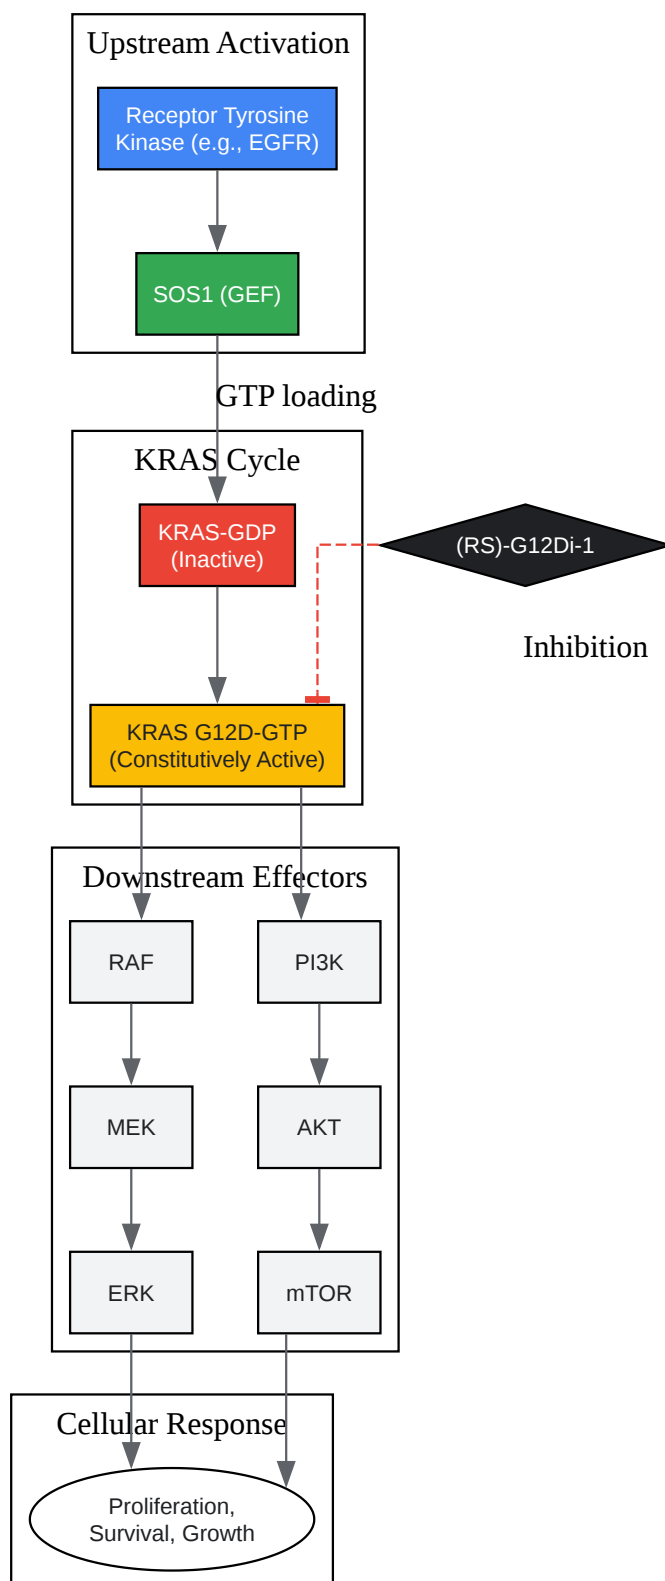 Upstream Activation
Receptor Tyrosine
Kinase (e.g., EGFR)
SOS1 (GEF)
GTP loading
KRAS Cycle
KRAS-GDP
(Inactive)
(RS)-G12Di-1
Inhibition
KRAS G12D-GTP
(Constitutively Active)
Downstream Effectors
RAF
PI3K
MEK
AKT
ERK
mTOR
Cellular Response
Proliferation,
Survival, Growth